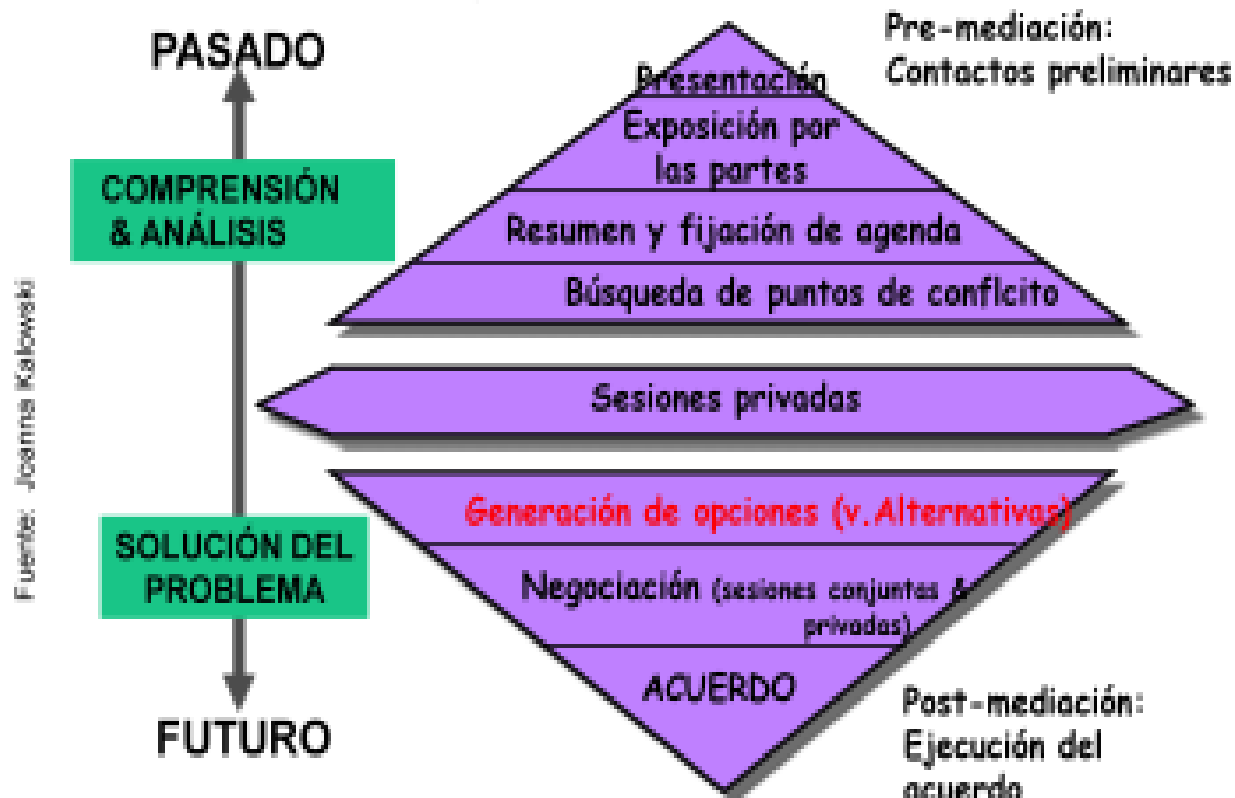 PASADO
Pre-mediación:
Contactos preliminares
Presentación
Exposición por
las partes
COMPRENSIÓN
& ANÁLISIS
Resumen y fijación de agenda
Búsqueda de puntos de conflcito
Fuente: Joanna Kalowski
Sesiones privadas
Generación de opciones (v.Alternativas)
SOLUCIÓN DEL
PROBLEMA
Negociación (sesiones conjuntas &
privadas)
ACUERDO
FUTURO
Post-mediación:
Ejecución del
acuerdo